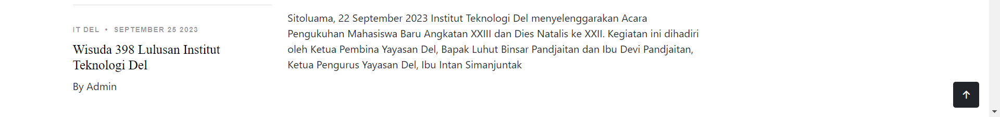 IT DEL • SEPTEMBER 25 2023
Wisuda 398 Lulusan Institut
Teknologi Del
By Admin
Sitoluama, 22 September 2023 Institut Teknologi Del menyelenggarakan Acara
Pengukuhan Mahasiswa Baru Angkatan XXIII dan Dies Natalis ke XXII. Kegiatan ini dihadiri
oleh Ketua Pembina Yayasan Del, Bapak Luhut Binsar Pandjaitan dan Ibu Devi Pandjaitan,
Ketua Pengurus Yayasan Del, Ibu Intan Simanjuntak